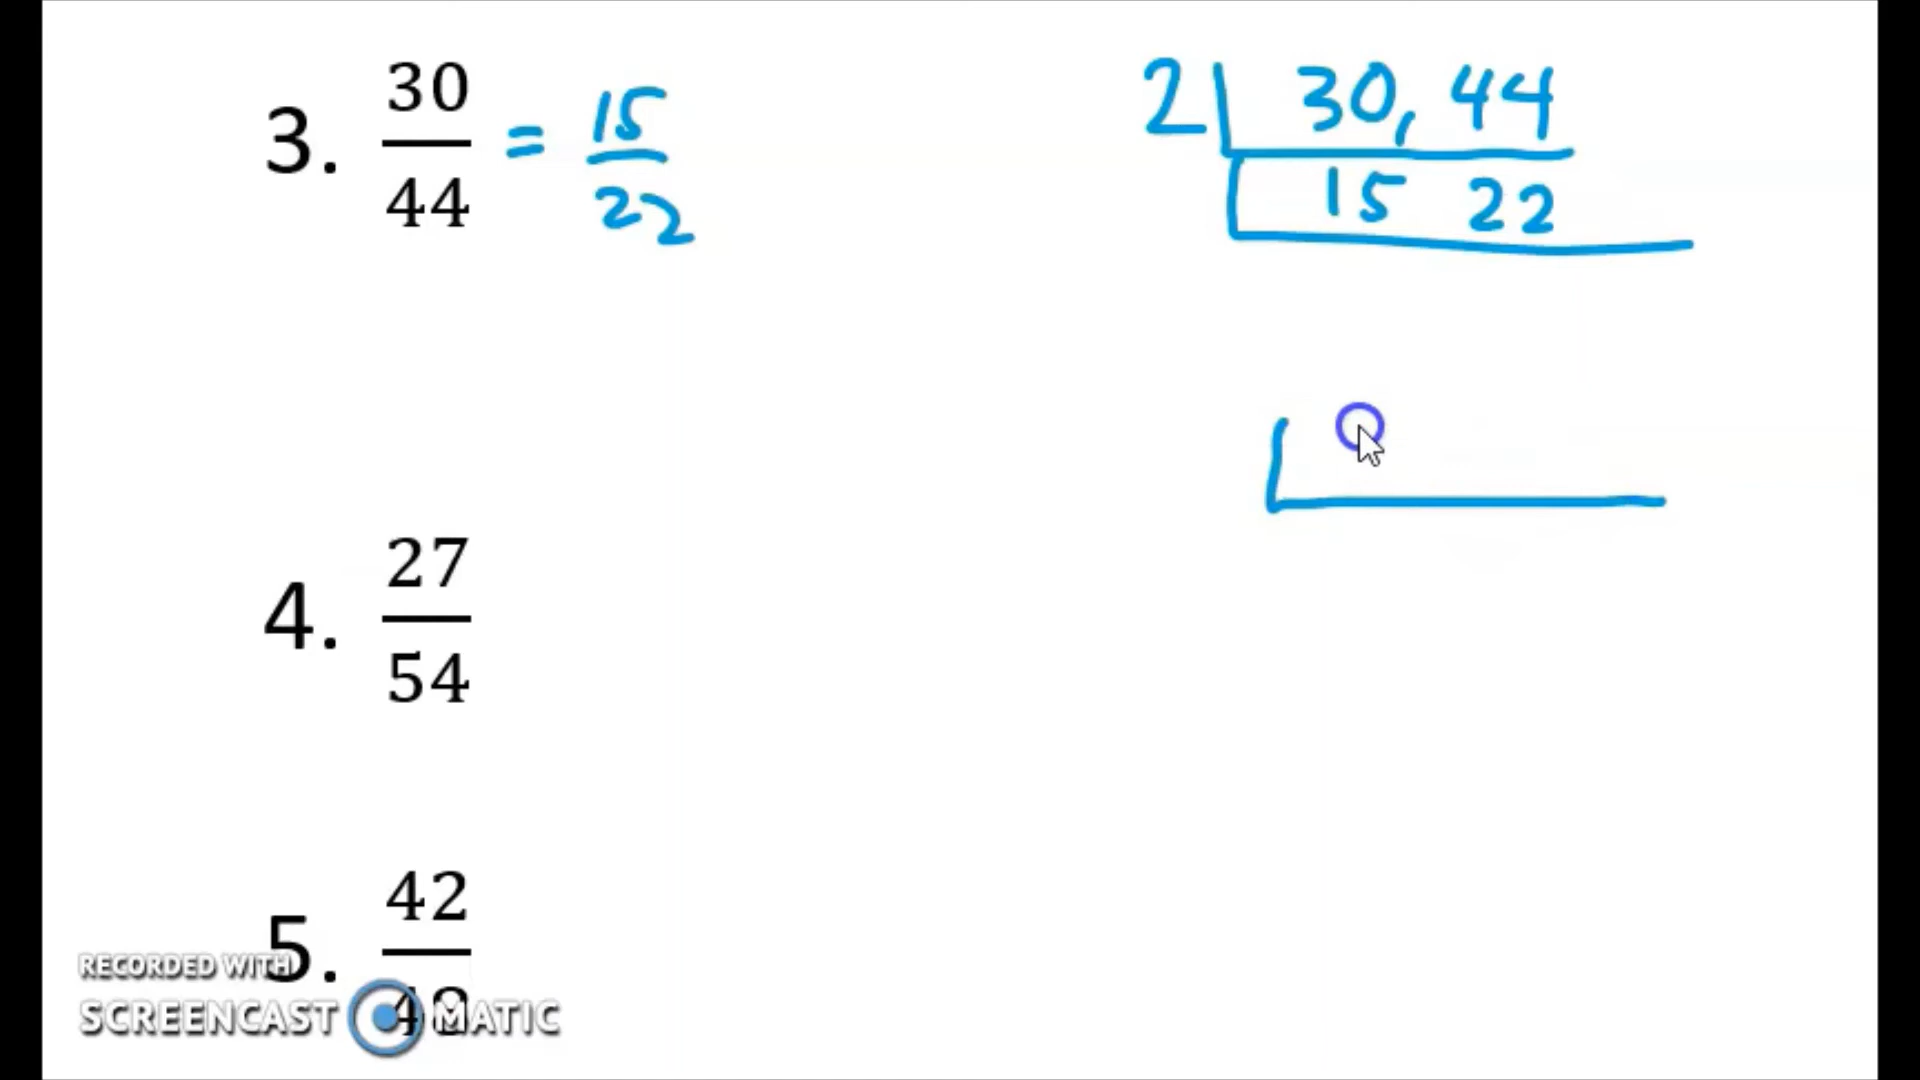 3. 30/44 = 15/22
2 30, 44
15 22
4. 27/54
5. 42/48
RECORDED WITH
SCREENCAST MATIC